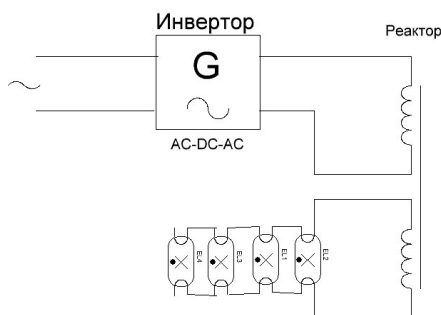 Инвертор
Реактор
G
AC-DC-AC
EL4
EL3
EL1
EL2